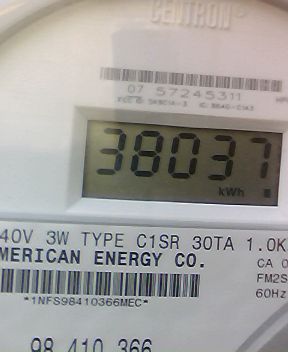 CENTRON®
07 57245311
38037
kWh
40V 3W TYPE C1SR 30TA 1.0K
MERICAN ENERGY CO.
CA 0
FM2S
60Hz
*1NFS98410366MEC*
98 410 366